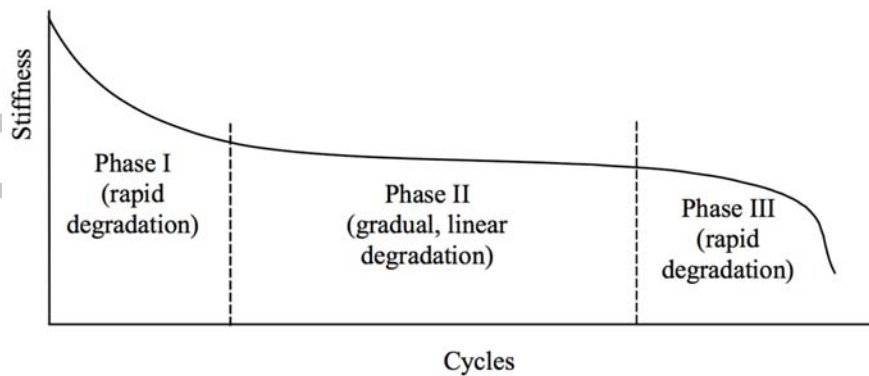 Stiffness
Phase I
(rapid
degradation)
Phase II
(gradual, linear
degradation)
Phase III
(rapid
degradation)
Cycles